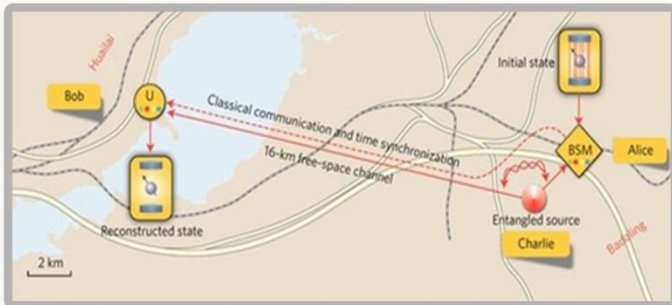 Huailai
Bob
U
Initial state
Classical communication and time synchronization
16-km free-space channel
BSM
Alice
Reconstructed state
Entangled source
Charlie
Badaling
2 km